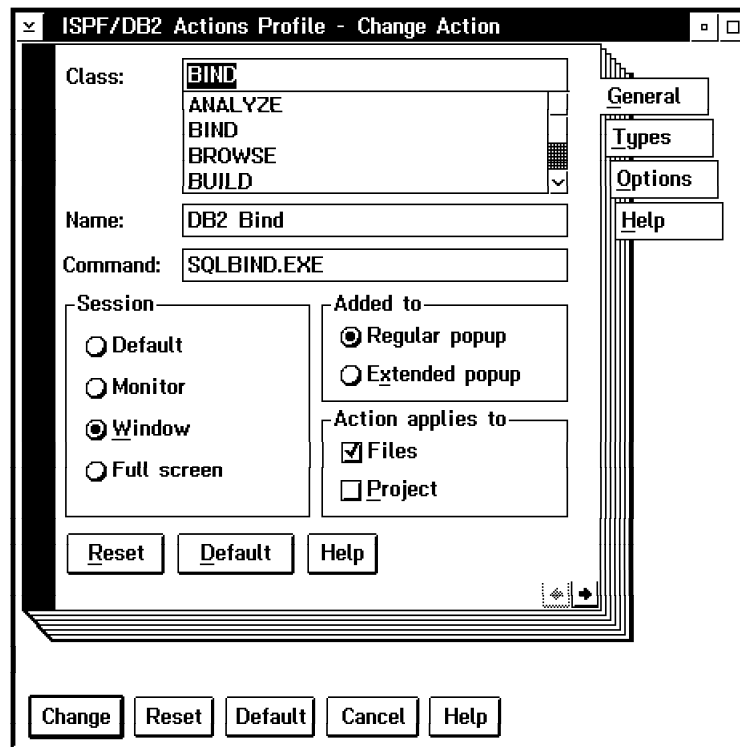 ISPF/DB2 Actions Profile - Change Action
Class:
BIND
ANALYZE
BIND
BROWSE
BUILD
General
Types
Options
Help
Name:
DB2 Bind
Command:
SQLBIND.EXE
Session
Default
Monitor
Window
Full screen
Added to
Regular popup
Extended popup
Action applies to
Files
Project
Reset Default Help
Change Reset Default Cancel Help